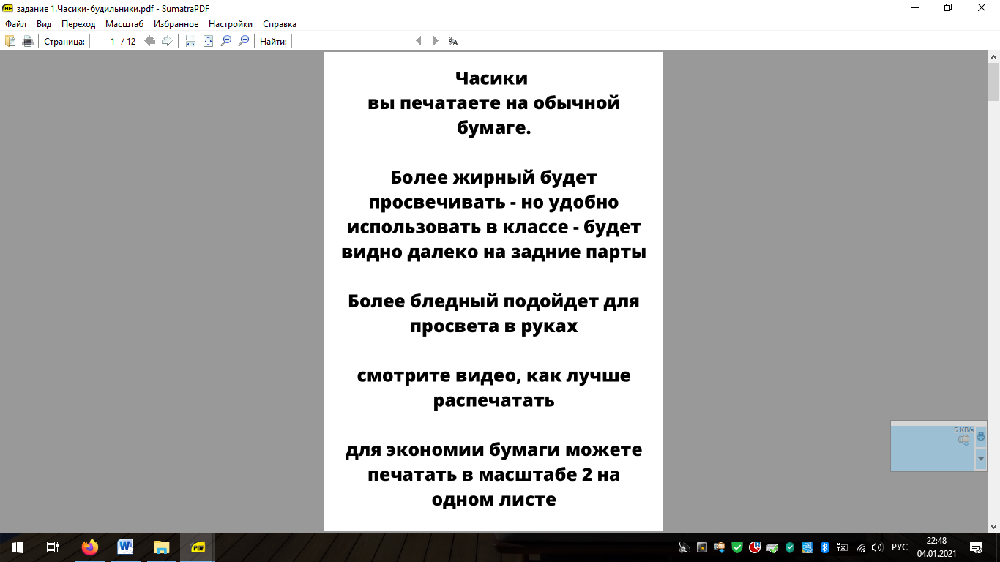 задание 1.Часики-будильники.pdf - SumatraPDF
Файл Вид Переход Масштаб Избранное Настройки Справка
Страница: 1 / 12 Найти:
Часики
вы печатаете на обычной
бумаге.
Более жирный будет
просвечивать - но удобно
использовать в классе - будет
видно далеко на задние парты
Более бледный подойдет для
просвета в руках
смотрите видео, как лучше
распечатать
для экономии бумаги можете
печатать в масштабе 2 на
одном листе
5 KB/s
PDF
РУС
22:48
04.01.2021